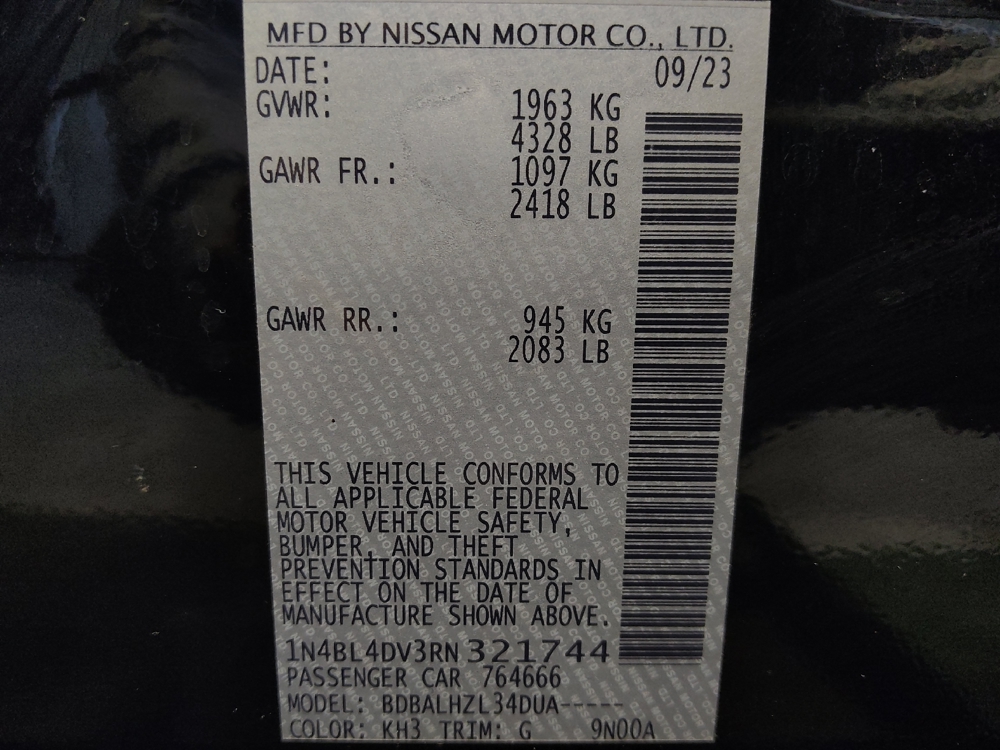 MFD BY NISSAN MOTOR CO., LTD.
DATE: 09/23
GVWR: 1963 KG
4328 LB
GAWR FR.: 1097 KG
2418 LB
GAWR RR.: 945 KG
2083 LB
THIS VEHICLE CONFORMS TO
ALL APPLICABLE FEDERAL
MOTOR VEHICLE SAFETY,
BUMPER, AND THEFT
PREVENTION STANDARDS IN
EFFECT ON THE DATE OF
MANUFACTURE SHOWN ABOVE.
1N4BL4DV3RN321744
PASSENGER CAR 764666
MODEL: BDBALHZL34DUA-----
COLOR: KH3 TRIM: G 9N00A